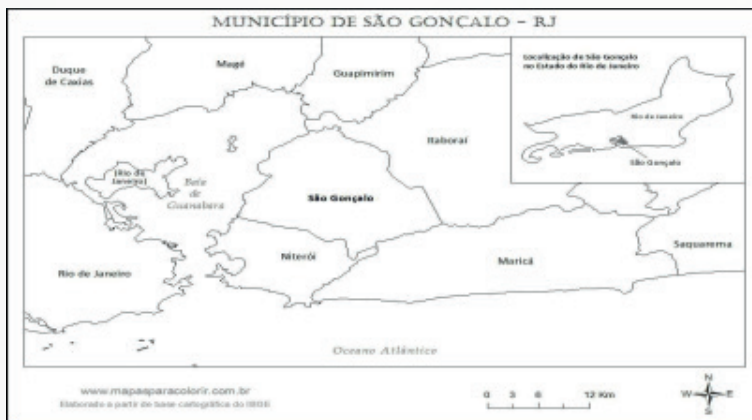 MUNICÍPIO DE SÃO GONÇALO - RJ
Duque
de Caxias
Magé
Guapimirim
Localização de São Gonçalo
no Estado do Rio de Janeiro
Rio de Janeiro
São Gonçalo
Itaboraí
(Rio de
Janeiro)
Baía
de
Guanabara
São Gonçalo
Niterói
Maricá
Saquarema
Rio de Janeiro
Oceano Atlântico
www.mapasparacolorir.com.br
Elaborado a partir de base cartográfica do IBGE
0 3 6 12 Km
N
W E
S